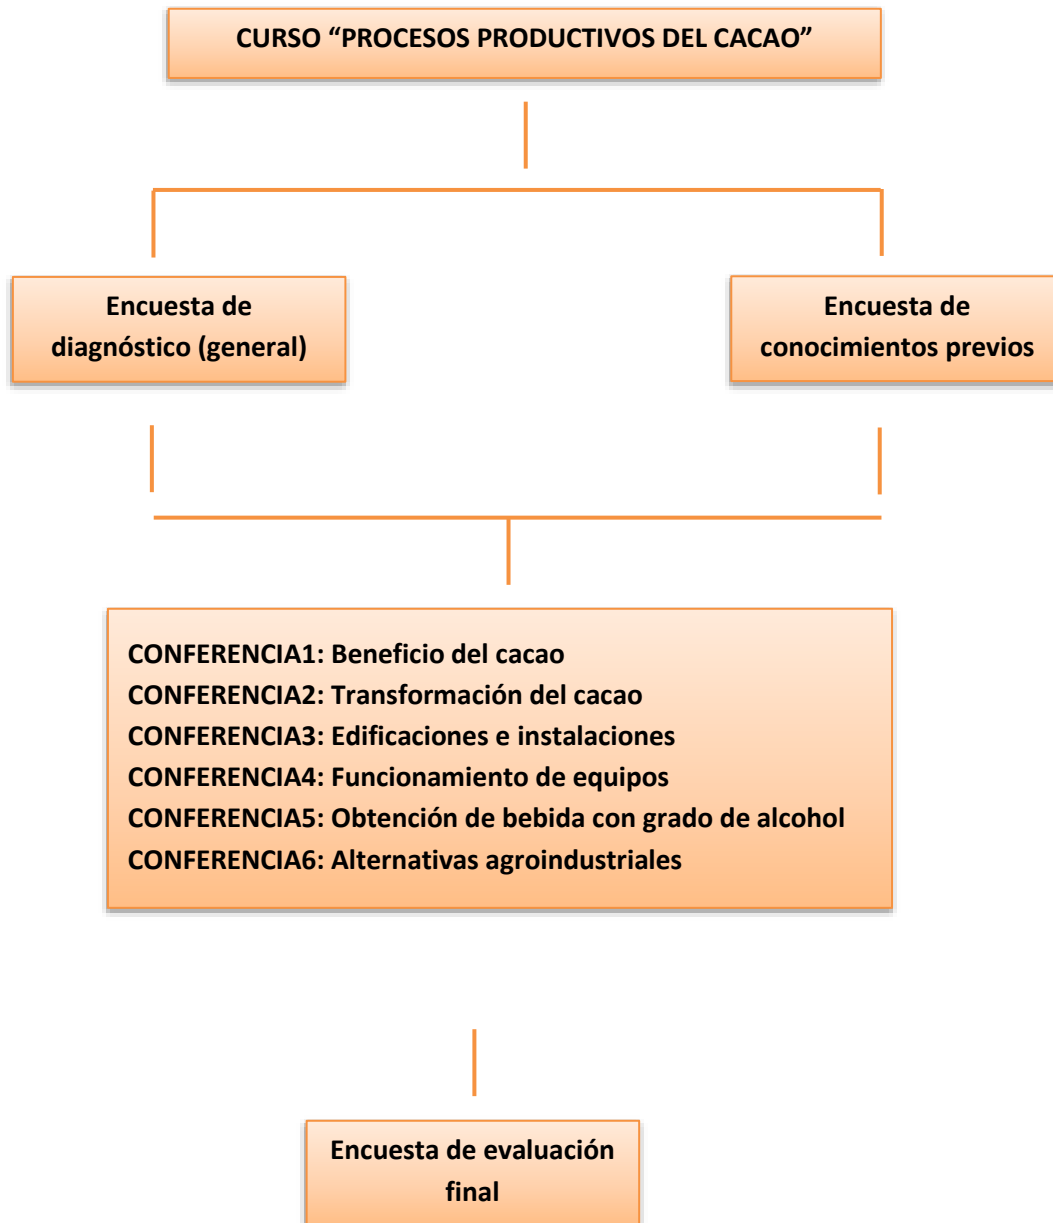 CURSO “PROCESOS PRODUCTIVOS DEL CACAO”
Encuesta de
diagnóstico (general)
Encuesta de
conocimientos previos
CONFERENCIA1: Beneficio del cacao
CONFERENCIA2: Transformación del cacao
CONFERENCIA3: Edificaciones e instalaciones
CONFERENCIA4: Funcionamiento de equipos
CONFERENCIA5: Obtención de bebida con grado de alcohol
CONFERENCIA6: Alternativas agroindustriales
Encuesta de evaluación
final